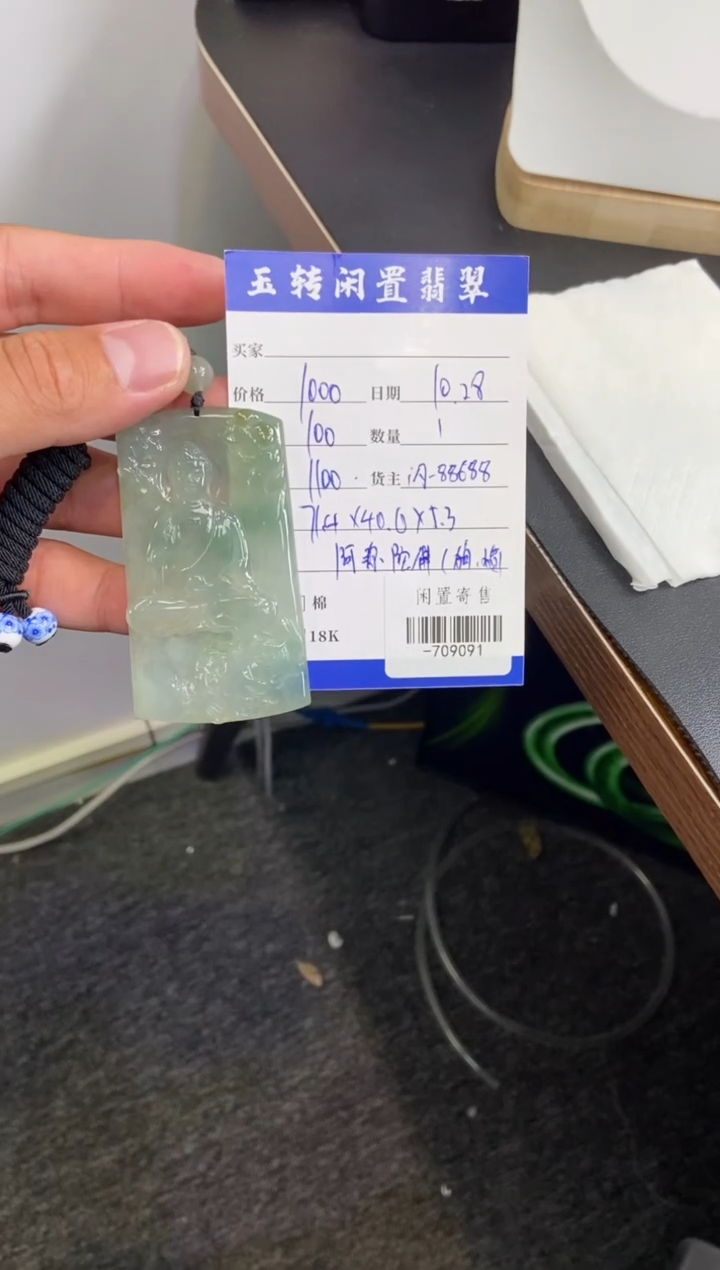 玉转闲置翡翠
买家
价格 1000 日期 10.28
100 数量 1
1100 货主 闪-88688
71.4×40.0×5.3
阿弥陀佛
棉 闲置寄售
18K
-709091